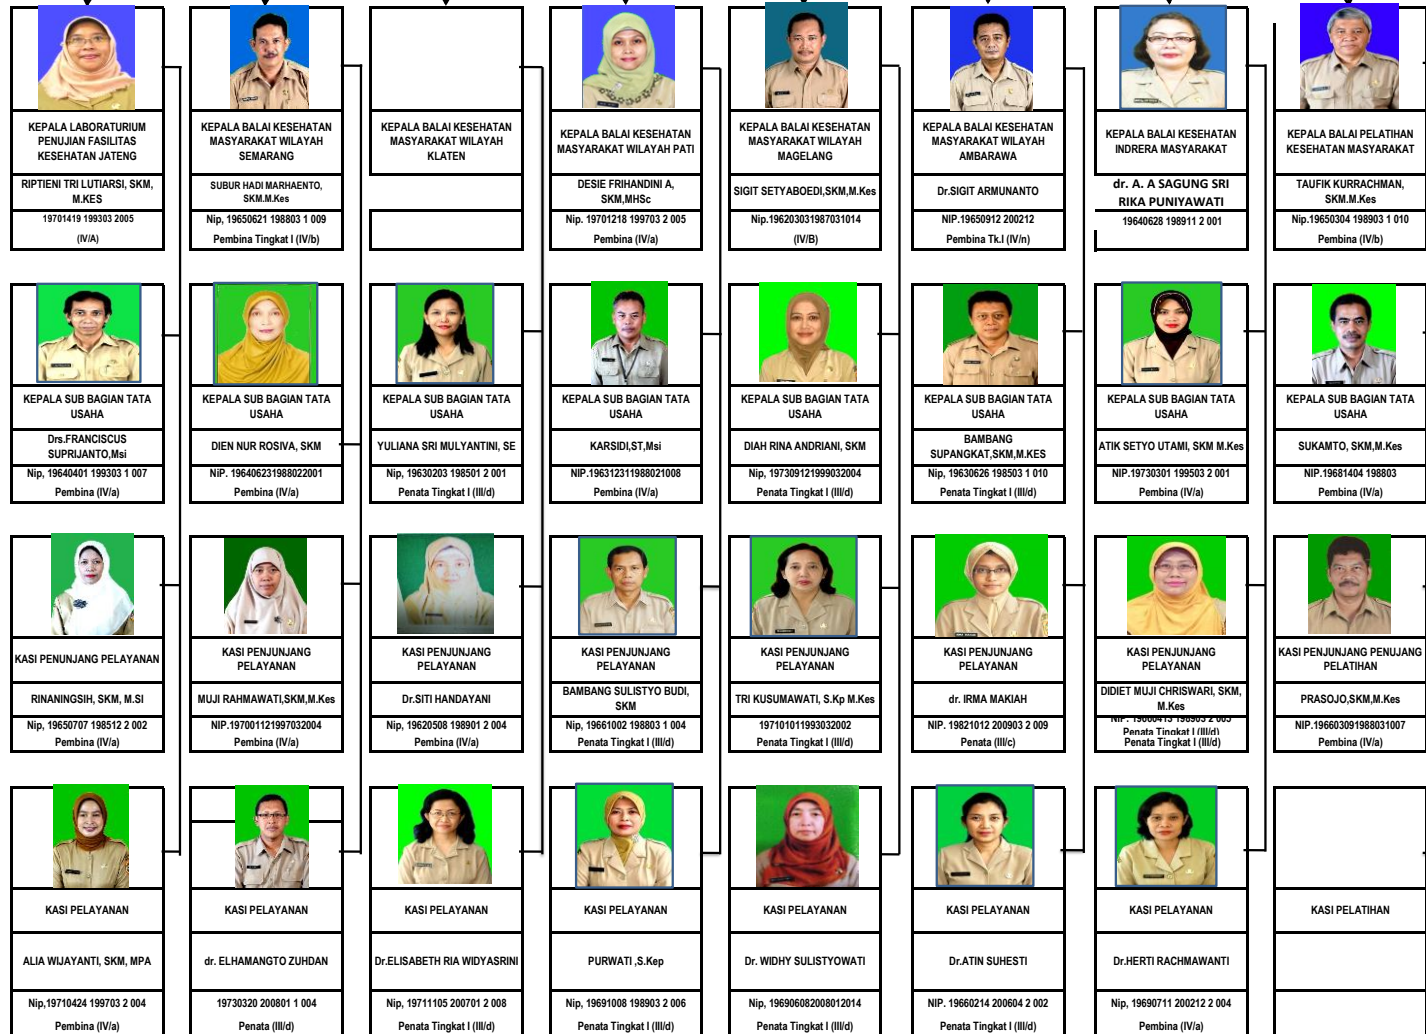 KEPALA LABORATURIUM
PENUJIAN FASILITAS
KESEHATAN JATENG
RIPTIENI TRI LUTIARSI, SKM,
M.KES
19701419 199303 2005
(IV/A)
KEPALA BALAI KESEHATAN
MASYARAKAT WILAYAH
SEMARANG
SUBUR HADI MARHAENTO,
SKM.M.Kes
Nip, 19650621 198803 1 009
Pembina Tingkat I (IV/b)
KEPALA BALAI KESEHATAN
MASYARAKAT WILAYAH
KLATEN
KEPALA BALAI KESEHATAN
MASYARAKAT WILAYAH PATI
DESIE FRIHANDINI A,
SKM,MHSc
Nip. 19701218 199703 2 005
Pembina (IV/a)
KEPALA BALAI KESEHATAN
MASYARAKAT WILAYAH
MAGELANG
SIGIT SETYABOEDI,SKM,M.Kes
Nip.196203031987031014
(IV/B)
KEPALA BALAI KESEHATAN
MASYARAKAT WILAYAH
AMBARAWA
Dr.SIGIT ARMUNANTO
NIP.19650912 200212
Pembina Tk.I (IV/n)
KEPALA BALAI KESEHATAN
INDRERA MASYARAKAT
dr. A. A SAGUNG SRI
RIKA PUNIYAWATI
19640628 198911 2 001
KEPALA BALAI PELATIHAN
KESEHATAN MASYARAKAT
TAUFIK KURRACHMAN,
SKM.M.Kes
Nip.19650304 198903 1 010
Pembina (IV/b)
KEPALA SUB BAGIAN TATA
USAHA
Drs.FRANCISCUS
SUPRIJANTO,Msi
Nip, 19640401 199303 1 007
Pembina (IV/a)
KEPALA SUB BAGIAN TATA
USAHA
DIEN NUR ROSIVA, SKM
NiP. 196406231988022001
Pembina (IV/a)
KEPALA SUB BAGIAN TATA
USAHA
YULIANA SRI MULYANTINI, SE
Nip, 19630203 198501 2 001
Penata Tingkat I (III/d)
KEPALA SUB BAGIAN TATA
USAHA
KARSIDI,ST,Msi
NIP.196312311988021008
Pembina (IV/a)
KEPALA SUB BAGIAN TATA
USAHA
DIAH RINA ANDRIANI, SKM
Nip, 197309121999032004
Penata Tingkat I (III/d)
KEPALA SUB BAGIAN TATA
USAHA
BAMBANG
SUPANGKAT,SKM,M.KES
Nip, 19630626 198503 1 010
Penata Tingkat I (III/d)
KEPALA SUB BAGIAN TATA
USAHA
ATIK SETYO UTAMI, SKM M.Kes
NIP.19730301 199503 2 001
Pembina (IV/a)
KEPALA SUB BAGIAN TATA
USAHA
SUKAMTO, SKM,M.Kes
NIP.19681404 198803
Pembina (IV/a)
KASI PENUNJANG PELAYANAN
RINANINGSIH, SKM, M.SI
Nip, 19650707 198512 2 002
Pembina (IV/a)
KASI PENJUNJANG
PELAYANAN
MUJI RAHMAWATI,SKM,M.Kes
NIP.197001121997032004
Pembina (IV/a)
KASI PENJUNJANG
PELAYANAN
Dr.SITI HANDAYANI
Nip, 19620508 198901 2 004
Pembina (IV/a)
KASI PENJUNJANG
PELAYANAN
BAMBANG SULISTYO BUDI,
SKM
Nip, 19661002 198803 1 004
Penata Tingkat I (III/d)
KASI PENJUNJANG
PELAYANAN
TRI KUSUMAWATI, S.Kp M.Kes
197101011993032002
Penata Tingkat I (III/d)
KASI PENJUNJANG
PELAYANAN
dr. IRMA MAKIAH
NIP. 19821012 200903 2 009
Penata (III/c)
KASI PENJUNJANG
PELAYANAN
DIDIET MUJI CHRISWARI, SKM,
M.Kes
NIP. 19660413 198903 2 005
Penata Tingkat I (III/d)
Penata Tingkat I (III/d)
KASI PENJUNJANG PENUJANG
PELATIHAN
PRASOJO,SKM,M.Kes
NIP.196603091988031007
Pembina (IV/a)
KASI PELAYANAN
ALIA WIJAYANTI, SKM, MPA
Nip,19710424 199703 2 004
Pembina (IV/a)
KASI PELAYANAN
dr. ELHAMANGTO ZUHDAN
19730320 200801 1 004
Penata (III/d)
KASI PELAYANAN
Dr.ELISABETH RIA WIDYASRINI
Nip, 19711105 200701 2 008
Penata Tingkat I (III/d)
KASI PELAYANAN
PURWATI ,S.Kep
Nip, 19691008 198903 2 006
Penata Tingkat I (III/d)
KASI PELAYANAN
Dr. WIDHY SULISTYOWATI
Nip, 196906082008012014
Penata Tingkat I (III/d)
KASI PELAYANAN
Dr.ATIN SUHESTI
NIP. 19660214 200604 2 002
Penata Tingkat I (III/d)
KASI PELAYANAN
Dr.HERTI RACHMAWANTI
Nip, 19690711 200212 2 004
Pembina (IV/a)
KASI PELATIHAN